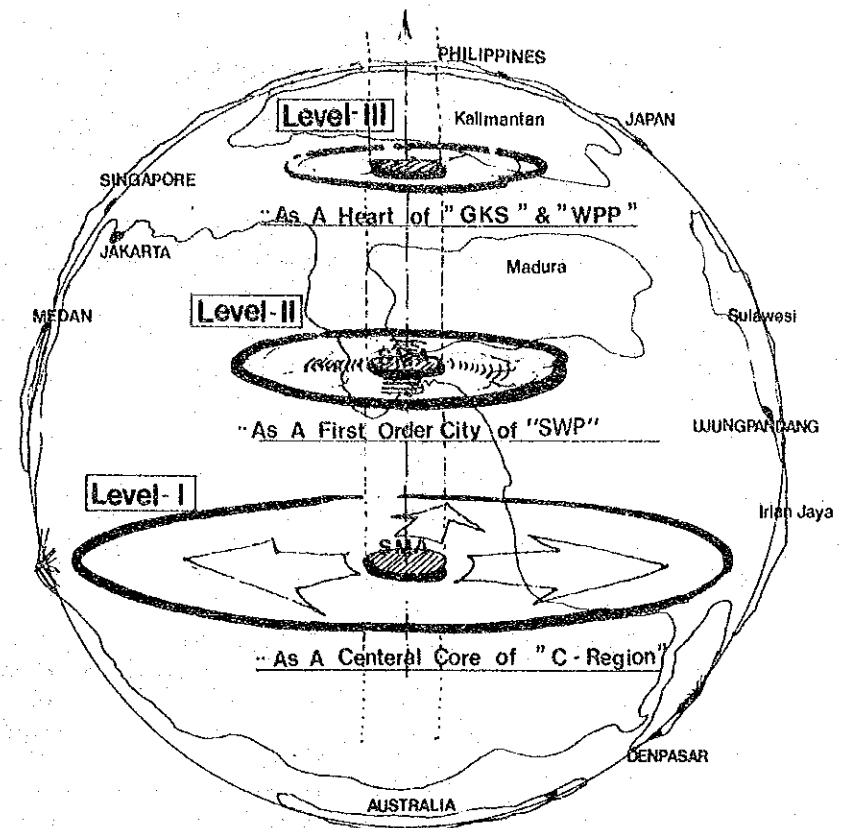 PHILIPPINES
Level-III
Kalimantan
JAPAN
SINGAPORE
As A Heart of "GKS" & "WPP"
JAKARTA
Madura
MEDAN
Level-II
Sulawesi
As A First Order City of "SWP"
UJUNGPANDANG
Level-I
Irian Jaya
SMA
As A Centeral Core of "C-Region"
DENPASAR
AUSTRALIA